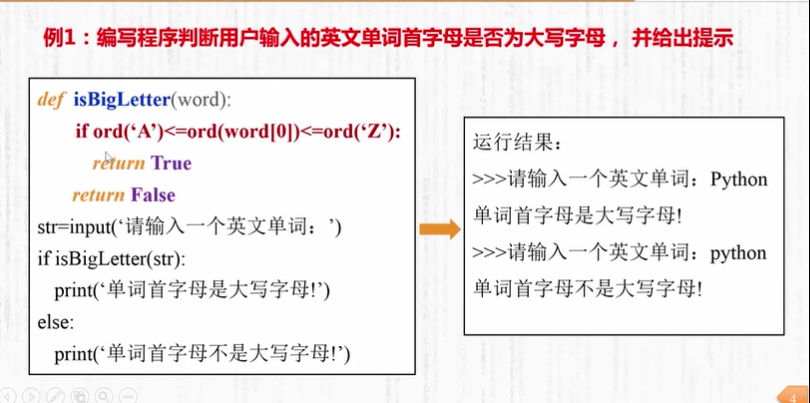 例1：编写程序判断用户输入的英文单词首字母是否为大写字母，并给出提示
def isBigLetter(word):
if ord(‘A’)<=ord(word[0])<=ord(‘Z’):
return True
return False
str=input(‘请输入一个英文单词：’)
if isBigLetter(str):
print(‘单词首字母是大写字母!’)
else:
print(‘单词首字母不是大写字母!’)
运行结果：
>>>请输入一个英文单词：Python
单词首字母是大写字母!
>>>请输入一个英文单词：python
单词首字母不是大写字母!
4